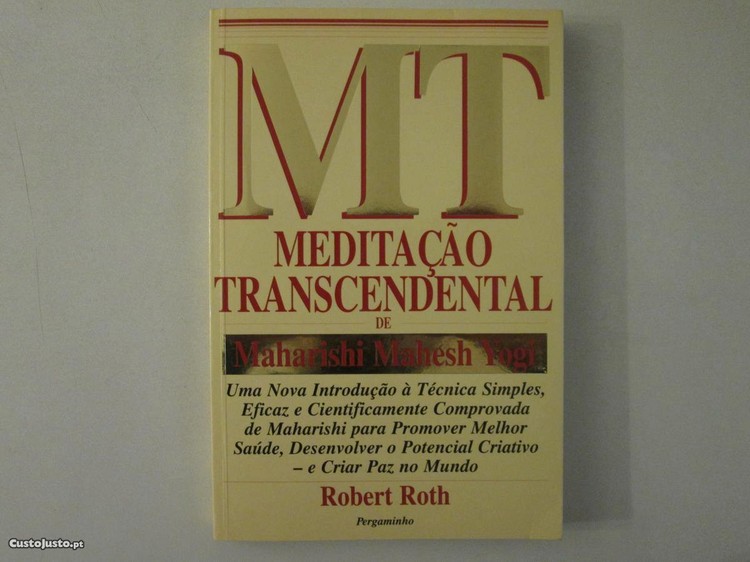 MT
MEDITAÇÃO
TRANSCENDENTAL
DE
Maharishi Mahesh Yogi
Uma Nova Introdução à Técnica Simples,
Eficaz e Cientificamente Comprovada
de Maharishi para Promover Melhor
Saúde, Desenvolver o Potencial Criativo
– e Criar Paz no Mundo
Robert Roth
Pergaminho
CustoJusto.pt